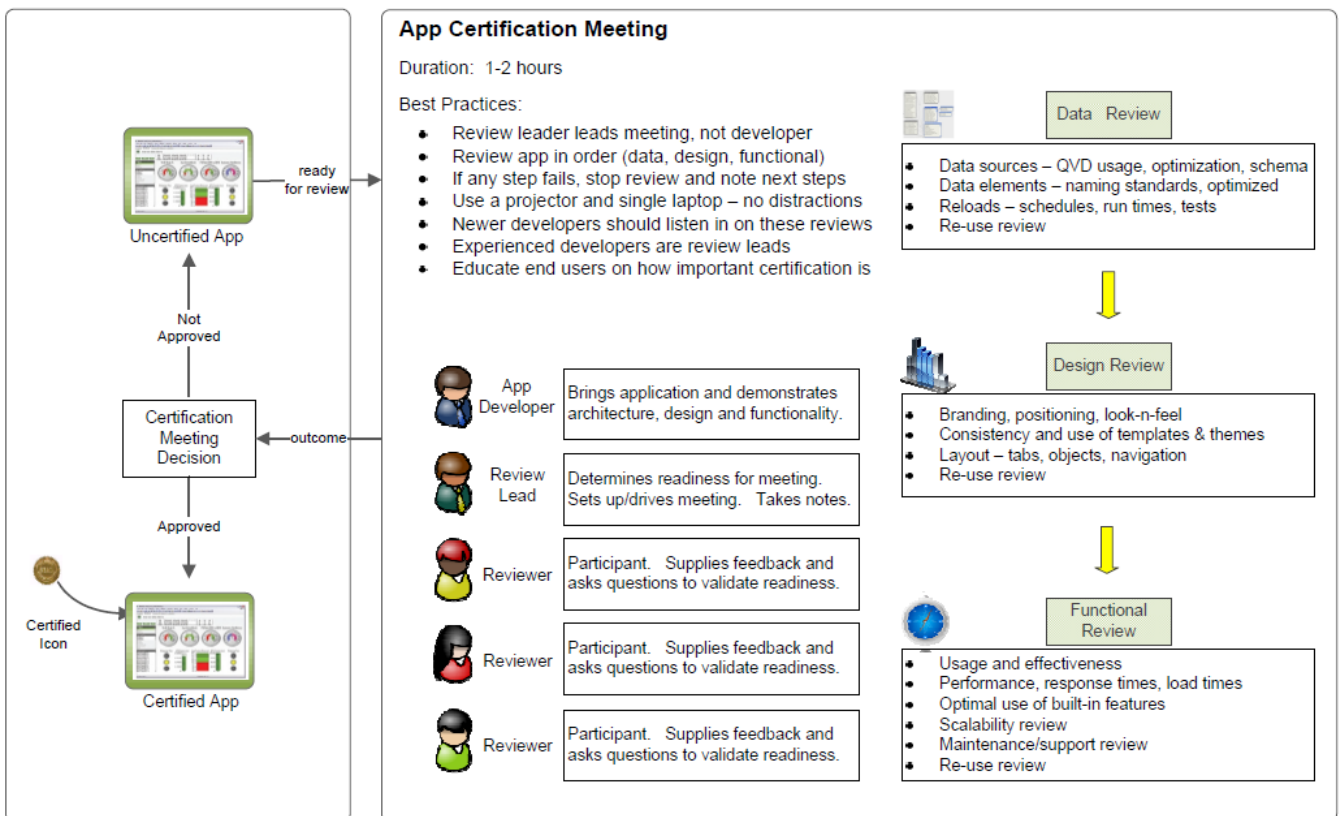 ready
for review
Uncertified App
Not
Approved
Certification
Meeting
Decision
outcome
Approved
Certified
Icon
Certified App
App Certification Meeting
Duration: 1-2 hours
Best Practices:
Review leader leads meeting, not developer
Review app in order (data, design, functional)
If any step fails, stop review and note next steps
Use a projector and single laptop – no distractions
Newer developers should listen in on these reviews
Experienced developers are review leads
Educate end users on how important certification is
App
Developer
Brings application and demonstrates
architecture, design and functionality.
Review
Lead
Determines readiness for meeting.
Sets up/drives meeting. Takes notes.
Reviewer
Participant. Supplies feedback and
asks questions to validate readiness.
Reviewer
Participant. Supplies feedback and
asks questions to validate readiness.
Reviewer
Participant. Supplies feedback and
asks questions to validate readiness.
Data Review
Data sources – QVD usage, optimization, schema
Data elements – naming standards, optimized
Reloads – schedules, run times, tests
Re-use review
Design Review
Branding, positioning, look-n-feel
Consistency and use of templates & themes
Layout – tabs, objects, navigation
Re-use review
Functional
Review
Usage and effectiveness
Performance, response times, load times
Optimal use of built-in features
Scalability review
Maintenance/support review
Re-use review